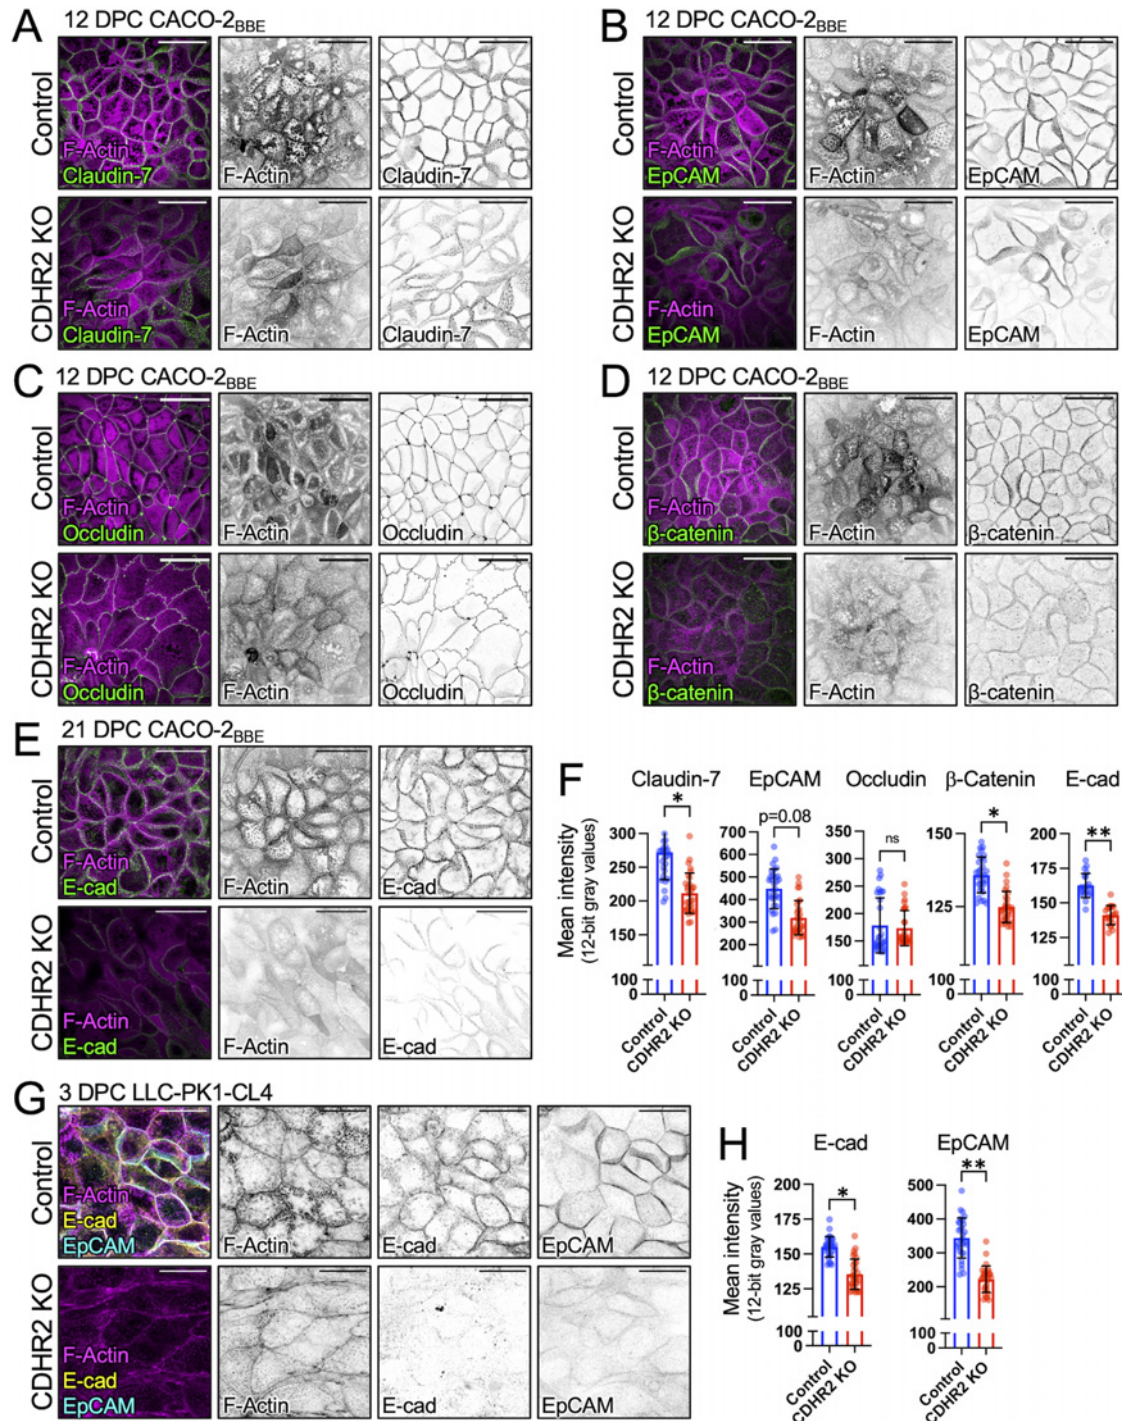 A 12 DPC CACO-2BBE
Control
F-Actin
Claudin-7
F-Actin
Claudin-7
CDHR2 KO
F-Actin
Claudin-7
F-Actin
Claudin-7
B 12 DPC CACO-2BBE
Control
F-Actin
EpCAM
F-Actin
EpCAM
CDHR2 KO
F-Actin
EpCAM
F-Actin
EpCAM
C 12 DPC CACO-2BBE
Control
F-Actin
Occludin
F-Actin
Occludin
CDHR2 KO
F-Actin
Occludin
F-Actin
Occludin
D 12 DPC CACO-2BBE
Control
F-Actin
β-catenin
F-Actin
β-catenin
CDHR2 KO
F-Actin
β-catenin
F-Actin
β-catenin
E 21 DPC CACO-2BBE
Control
F-Actin
E-cad
F-Actin
E-cad
CDHR2 KO
F-Actin
E-cad
F-Actin
E-cad
F
Mean intensity
(12-bit gray values)
Claudin-7
*
300
250
200
150
100
0
Control
CDHR2 KO
EpCAM
p=0.08
700
600
500
400
300
200
100
0
Control
CDHR2 KO
Occludin
ns
350
300
250
200
150
100
0
Control
CDHR2 KO
β-Catenin
*
150
125
100
0
Control
CDHR2 KO
E-cad
**
200
175
150
125
100
0
Control
CDHR2 KO
G 3 DPC LLC-PK1-CL4
Control
F-Actin
E-cad
EpCAM
F-Actin
E-cad
EpCAM
CDHR2 KO
F-Actin
E-cad
EpCAM
F-Actin
E-cad
EpCAM
H
Mean intensity
(12-bit gray values)
E-cad
*
200
175
150
125
100
0
Control
CDHR2 KO
EpCAM
**
500
400
300
200
100
0
Control
CDHR2 KO